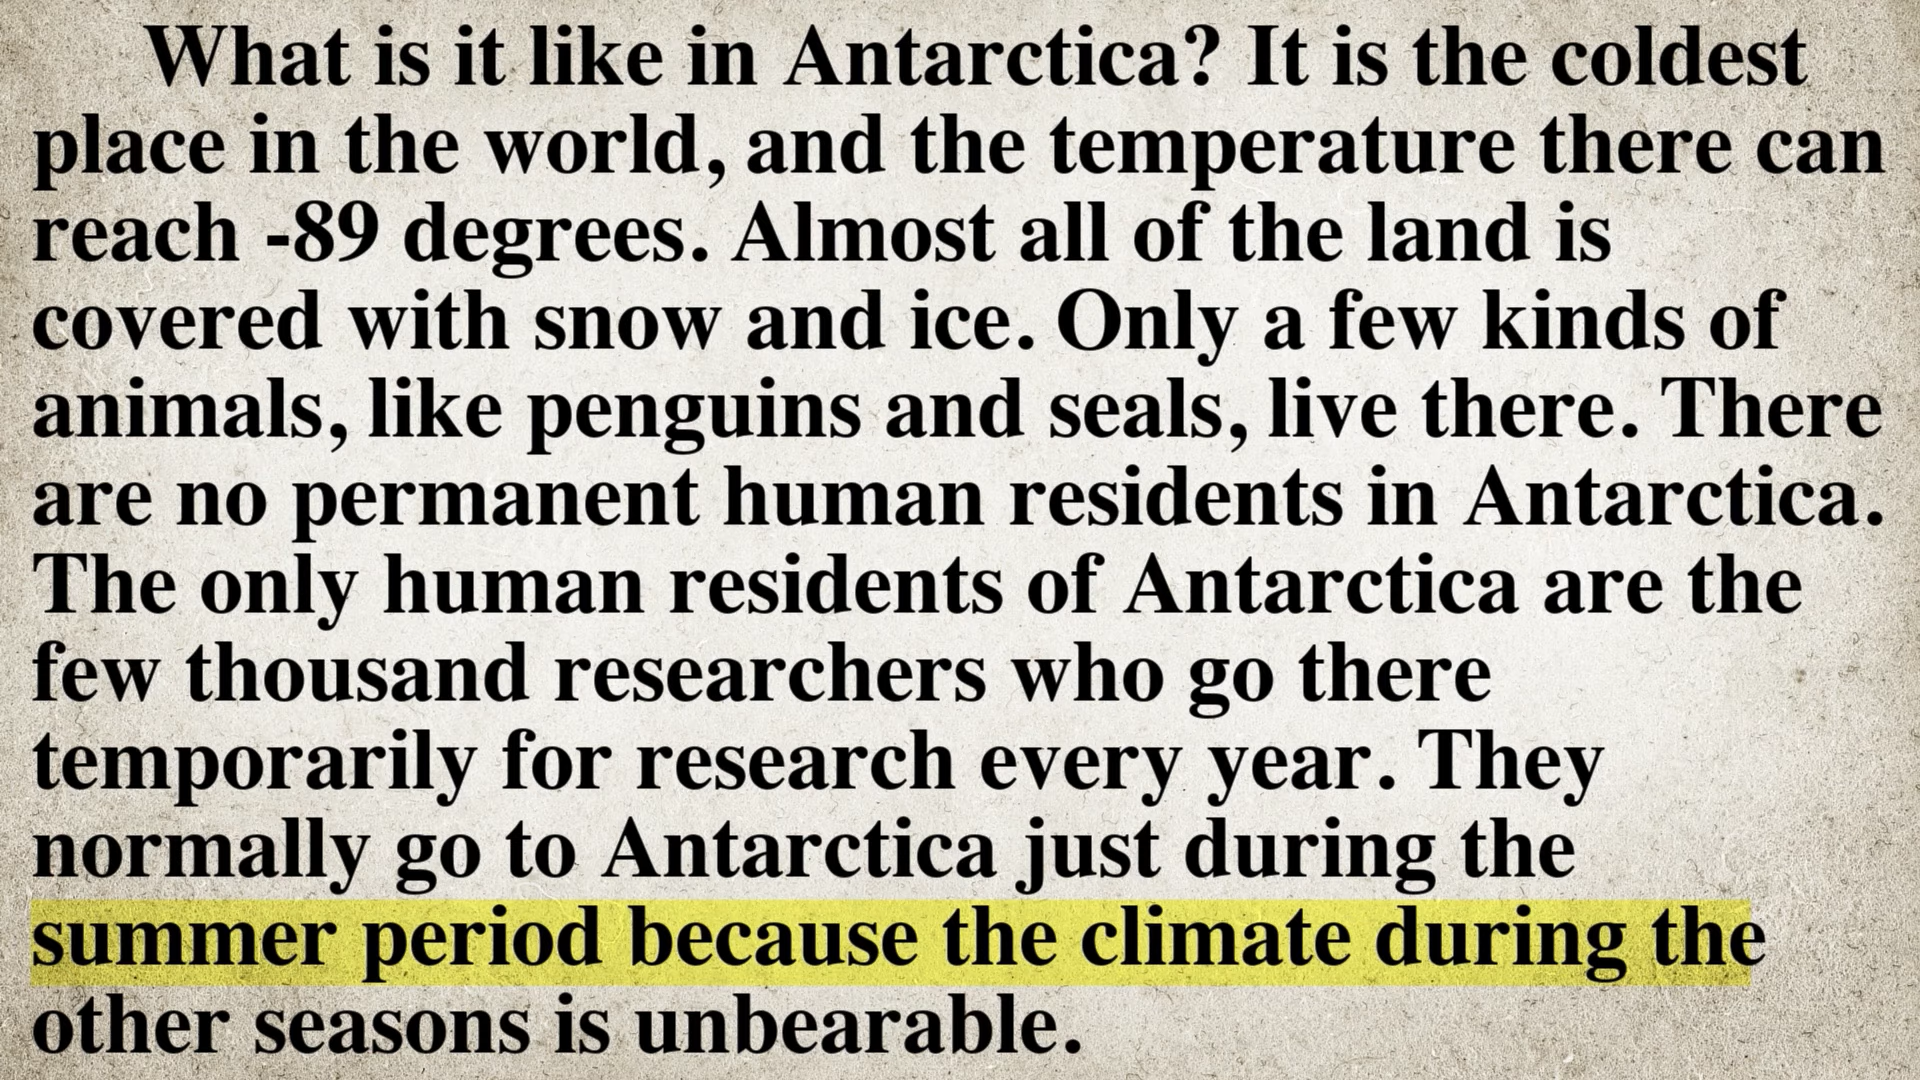 What is it like in Antarctica? It is the coldest
place in the world, and the temperature there can
reach -89 degrees. Almost all of the land is
covered with snow and ice. Only a few kinds of
animals, like penguins and seals, live there. There
are no permanent human residents in Antarctica.
The only human residents of Antarctica are the
few thousand researchers who go there
temporarily for research every year. They
normally go to Antarctica just during the
summer period because the climate during the
other seasons is unbearable.